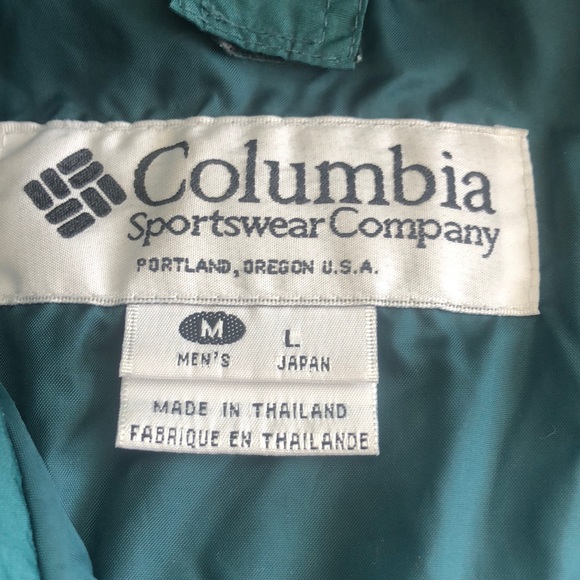 Columbia
Sportswear Company
PORTLAND, OREGON U.S.A.
M L
MEN'S JAPAN
MADE IN THAILAND
FABRIQUE EN THAILANDE